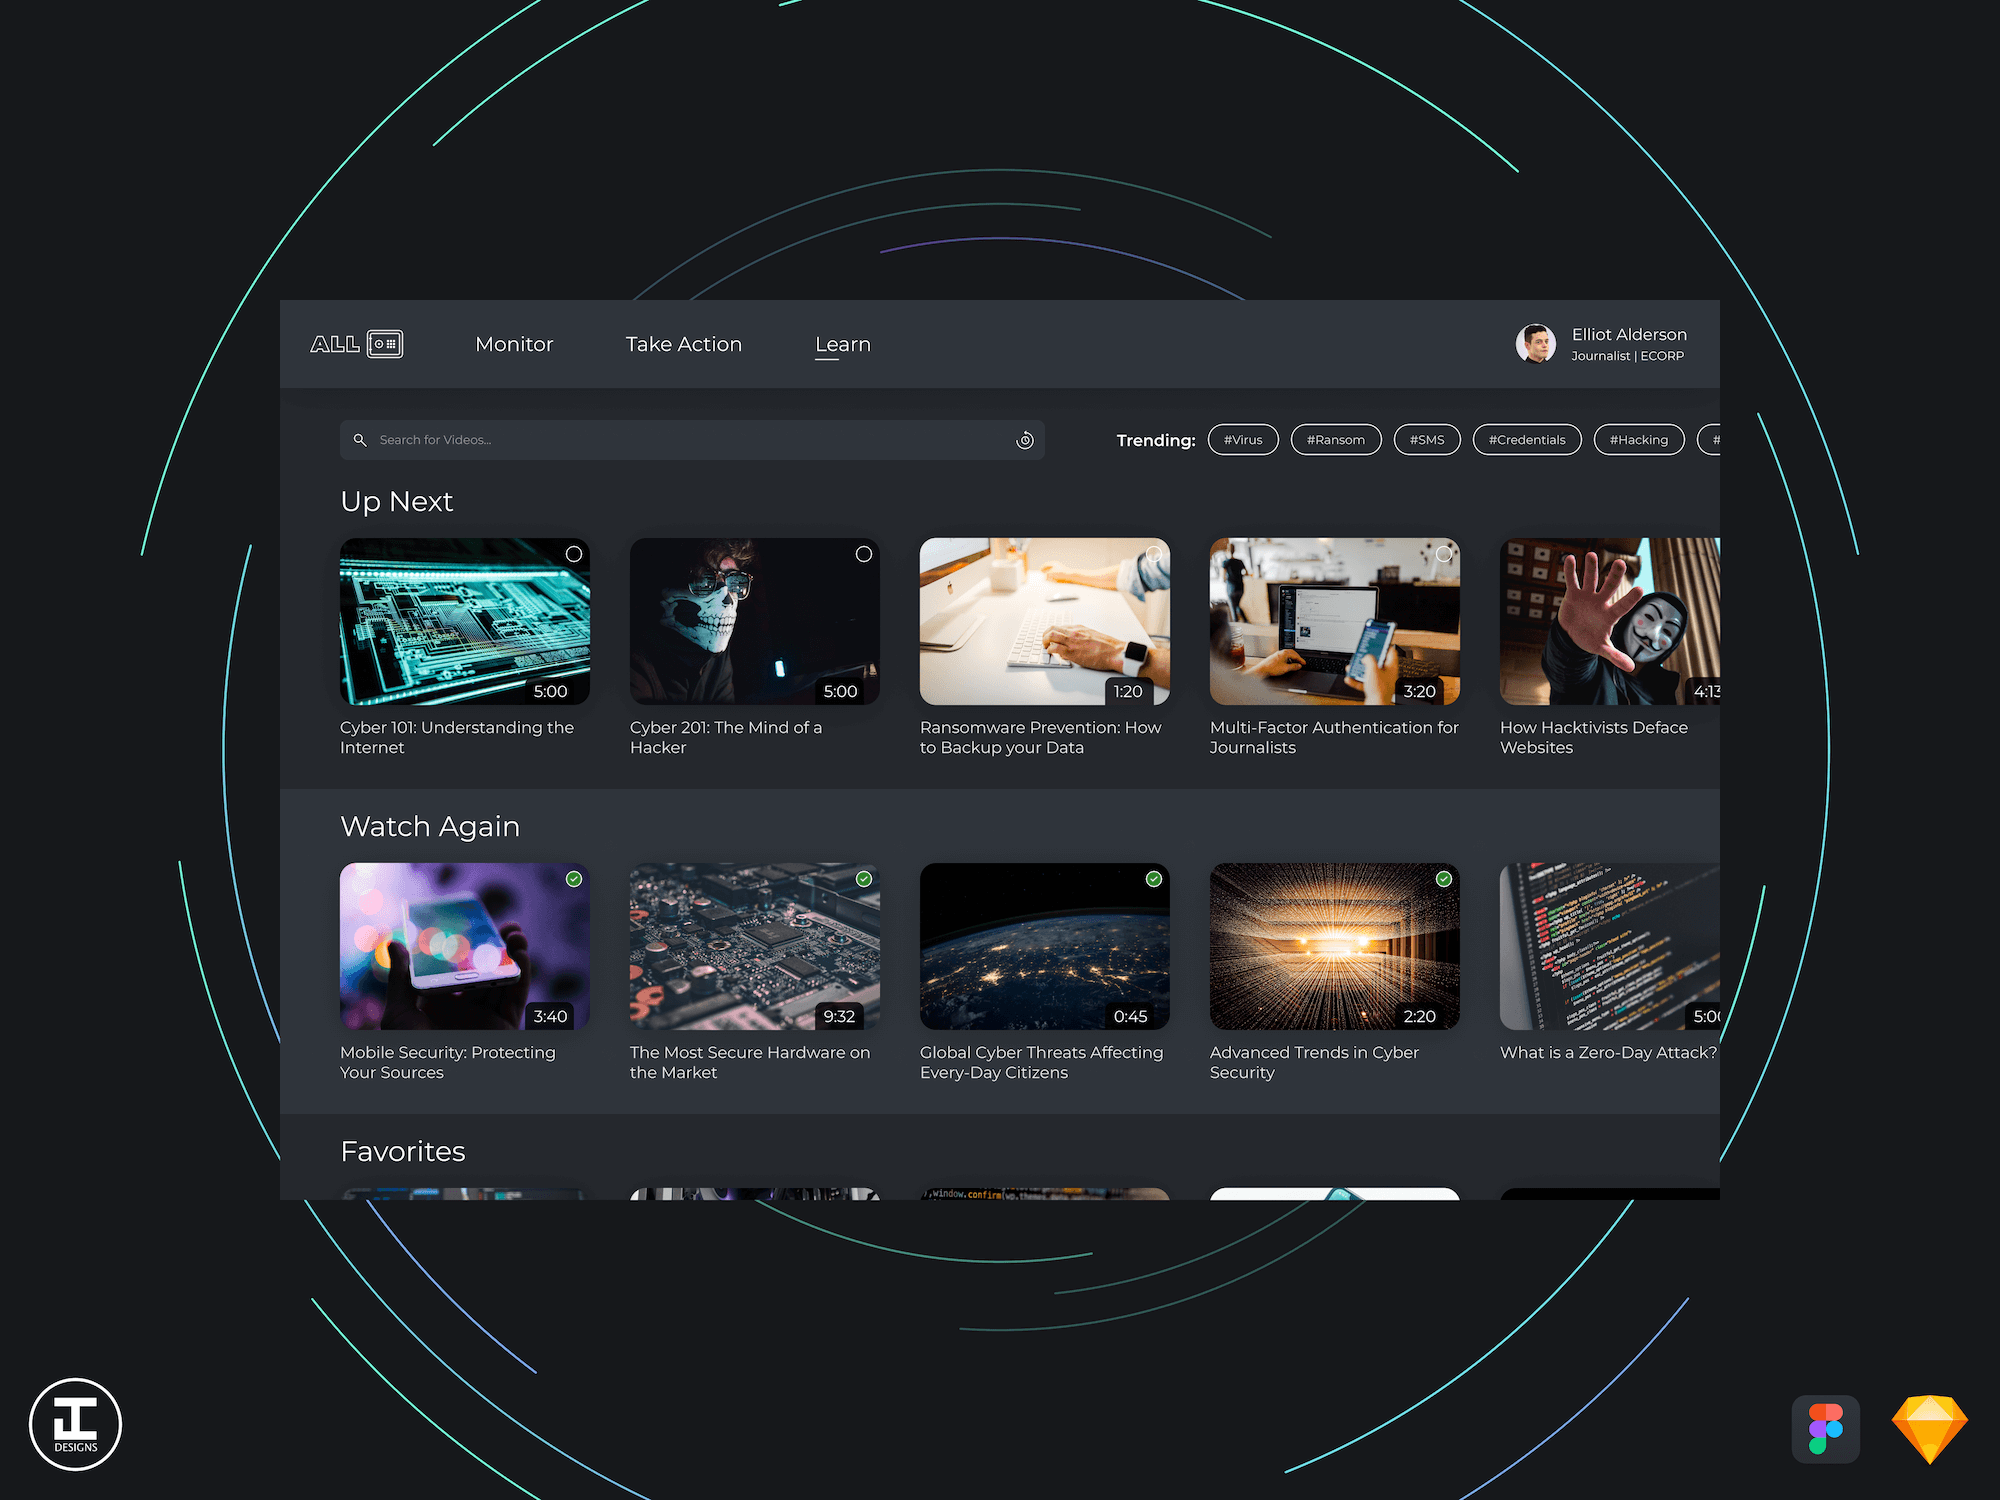 ALL
Monitor
Take Action
Learn
Elliot Alderson
Journalist | ECORP
Search for Videos...
Trending:
#Virus
#Ransom
#SMS
#Credentials
#Hacking
#
Up Next
5:00
5:00
1:20
3:20
4:13
Cyber 101: Understanding the
Internet
Cyber 201: The Mind of a
Hacker
Ransomware Prevention: How
to Backup your Data
Multi-Factor Authentication for
Journalists
How Hacktivists Deface
Websites
Watch Again
3:40
9:32
0:45
2:20
5:00
Mobile Security: Protecting
Your Sources
The Most Secure Hardware on
the Market
Global Cyber Threats Affecting
Every-Day Citizens
Advanced Trends in Cyber
Security
What is a Zero-Day Attack?
Favorites
window.confirm(
DESIGNS